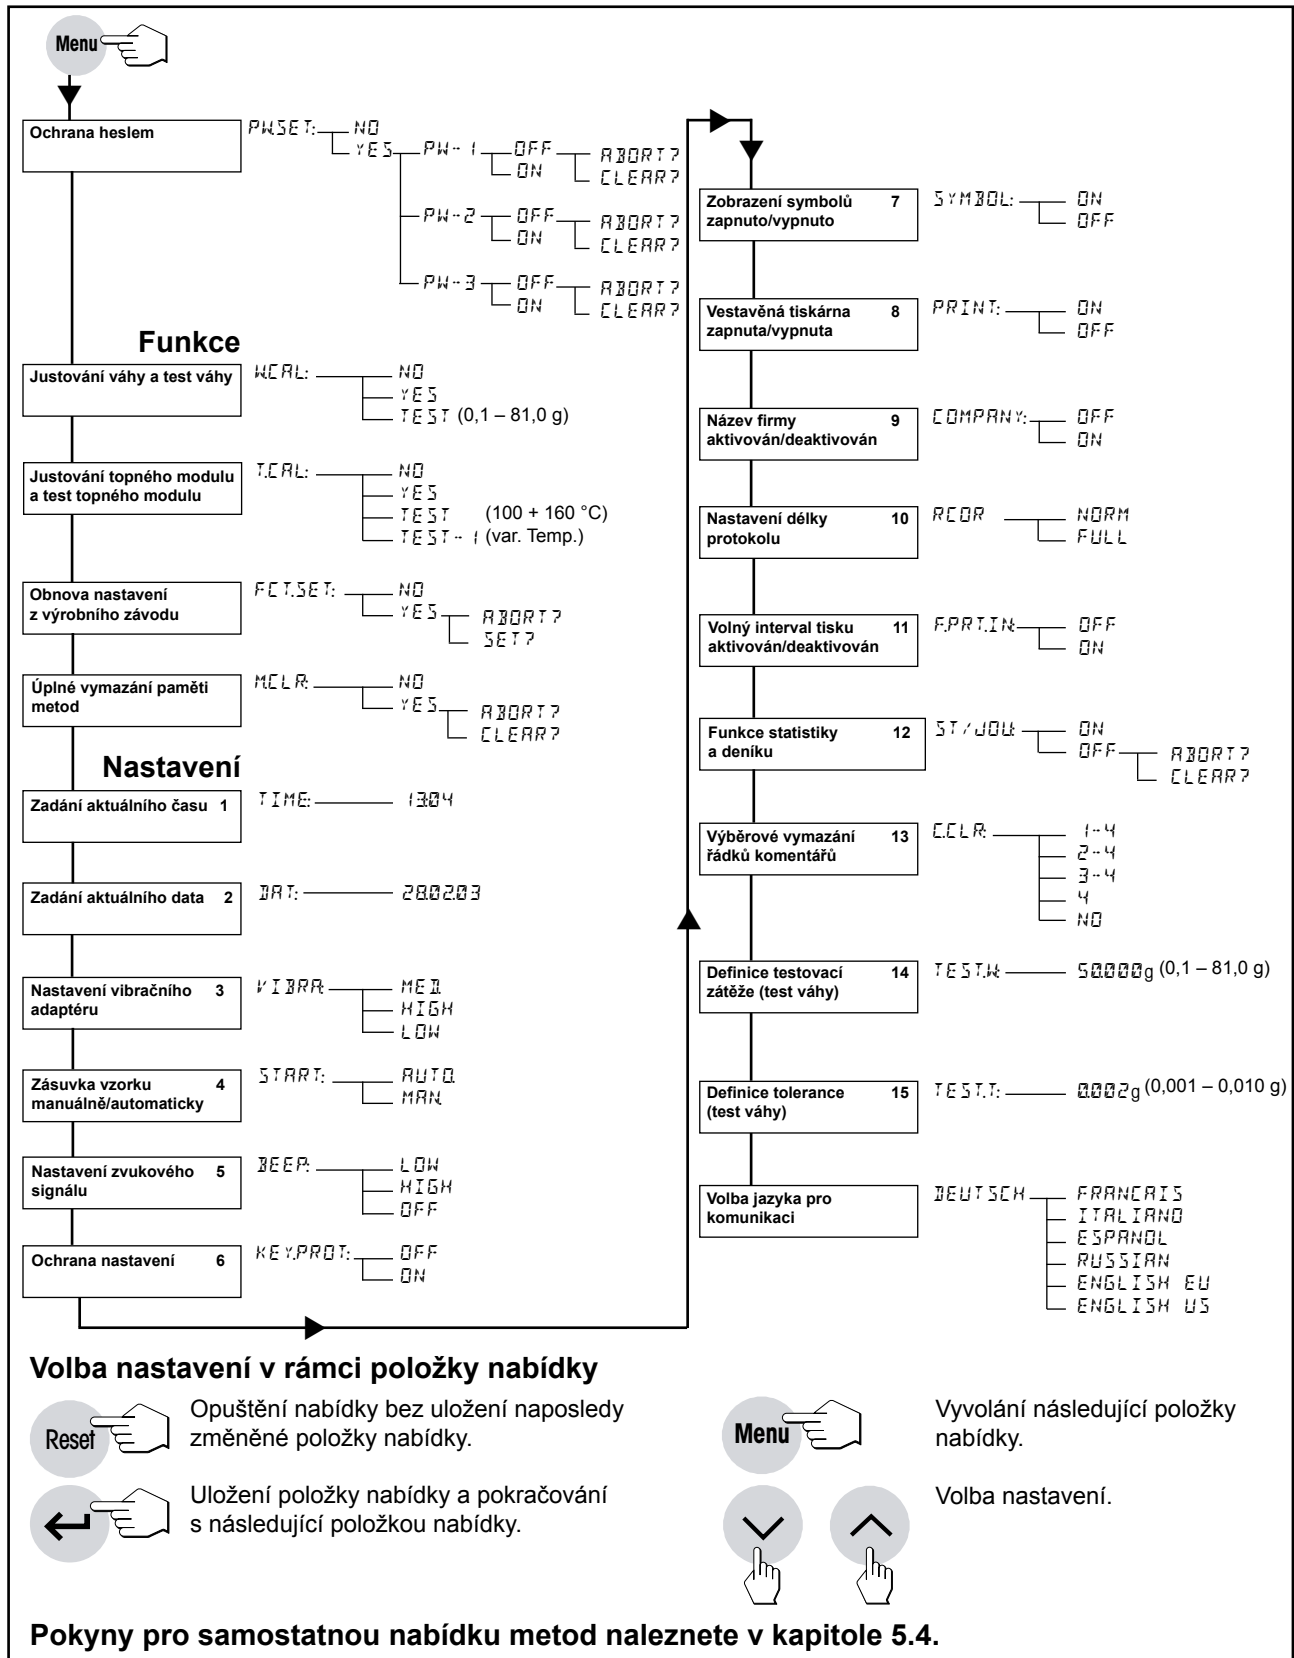 Menu
Ochrana heslem
PW.SET: NO
YES PW-1 OFF ABORT?
ON CLEAR?
PW-2 OFF ABORT?
ON CLEAR?
PW-3 OFF ABORT?
ON CLEAR?
Funkce
Justování váhy a test váhy
W.CAL: NO
YES
TEST (0,1 – 81,0 g)
Justování topného modulu
a test topného modulu
T.CAL: NO
YES
TEST (100 + 160 °C)
TEST-1 (var. Temp.)
Obnova nastavení
z výrobního závodu
FCT.SET: NO
YES ABORT?
SET?
Úplné vymazání paměti
metod
M.CLR: NO
YES ABORT?
CLEAR?
Nastavení
Zadání aktuálního času 1
TIME: 13:04
Zadání aktuálního data 2
DAT: 28.02.03
Nastavení vibračního 3
adaptéru
VIBRA: MED.
HIGH
LOW
Zásuvka vzorku 4
manuálně/automaticky
START: AUTO.
MAN.
Nastavení zvukového 5
signálu
BEEP: LOW
HIGH
OFF
Ochrana nastavení 6
KEY.PROT: OFF
ON
Zobrazení symbolů 7
zapnuto/vypnuto
SYMBOL: ON
OFF
Vestavěná tiskárna 8
zapnuta/vypnuta
PRINT: ON
OFF
Název firmy 9
aktivován/deaktivován
COMPANY: OFF
ON
Nastavení délky 10
protokolu
RCOR NORM
FULL
Volný interval tisku 11
aktivován/deaktivován
F.PRT.IN: OFF
ON
Funkce statistiky 12
a deníku
ST/JOU: ON
OFF ABORT?
CLEAR?
Výběrové vymazání 13
řádků komentářů
C.CLR: 1-4
2-4
3-4
4
NO
Definice testovací 14
zátěže (test váhy)
TEST.W: 50.000g (0,1 – 81,0 g)
Definice tolerance 15
(test váhy)
TEST.T: 0.002g (0,001 – 0,010 g)
Volba jazyka pro
komunikaci
DEUTSCH FRANCAIS
ITALIANO
ESPANOL
RUSSIAN
ENGLISH EU
ENGLISH US
Volba nastavení v rámci položky nabídky
Reset
Opuštění nabídky bez uložení naposledy
změněné položky nabídky.
Uložení položky nabídky a pokračování
s následující položkou nabídky.
Menu
Vyvolání následující položky
nabídky.
Volba nastavení.
Pokyny pro samostatnou nabídku metod naleznete v kapitole 5.4.